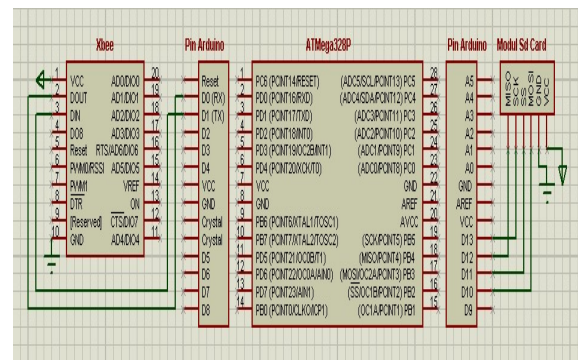 Xbee
Pin Arduino
ATMega328P
Pin Arduino
Modul Sd Card
1 VCC AD0/DIO0 20
2 DOUT AD1/DIO1 19
3 DIN AD2/DIO2 18
4 DO8 AD3/DIO3 17
5 Reset RTS/AD6/DIO6 16
6 PWM0/RSSI AD5/DIO5 15
7 PWM1 VREF 14
8 DTR ON 13
9 [Reserved] CTS/DIO7 12
10 GND AD4/DIO4 11
Reset
D0 (RX)
D1 (TX)
D2
D3
D4
VCC
GND
Crystal
Crystal
D5
D6
D7
D8
1 PC6 (PCINT14/RESET) (ADC5/SCL/PCINT13) PC5 28
2 PD0 (PCINT16/RXD) (ADC4/SDA/PCINT12) PC4 27
3 PD1 (PCINT17/TXD) (ADC3/PCINT11) PC3 26
4 PD2 (PCINT18/INT0) (ADC2/PCINT10) PC2 25
5 PD3 (PCINT19/OC2B/INT1) (ADC1/PCINT9) PC1 24
6 PD4 (PCINT20/XCK/T0) (ADC0/PCINT8) PC0 23
7 VCC GND 22
8 GND AREF 21
9 PB6 (PCINT6/XTAL1/TOSC1) AVCC 20
10 PB7 (PCINT7/XTAL2/TOSC2) (SCK/PCINT5) PB5 19
11 PD5 (PCINT21/OC0B/T1) (MISO/PCINT4) PB4 18
12 PD6 (PCINT22/OC0A/AIN0) (MOSI/OC2A/PCINT3) PB3 17
13 PD7 (PCINT23/AIN1) (SS/OC1B/PCINT2) PB2 16
14 PB0 (PCINT0/CLKO/ICP1) (OC1A/PCINT1) PB1 15
A5
A4
A3
A2
A1
A0
GND
AREF
VCC
D13
D12
D11
D10
D9
MISO
SCK
SS
MOSI
GND
VCC